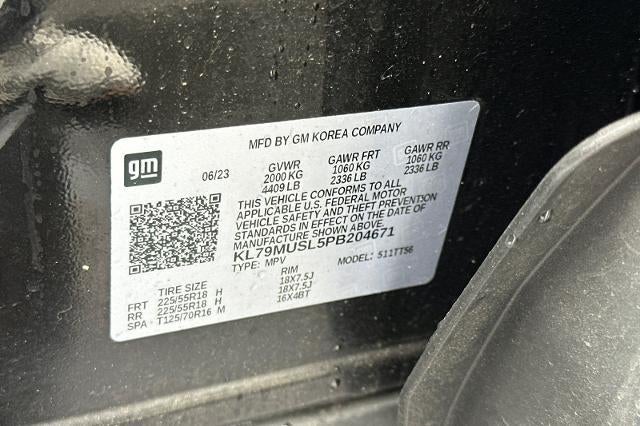 MFD BY GM KOREA COMPANY
gm
06/23 GVWR GAWR FRT GAWR RR
2000 KG 1060 KG 1060 KG
4409 LB 2336 LB 2336 LB
THIS VEHICLE CONFORMS TO ALL
APPLICABLE U.S. FEDERAL MOTOR
VEHICLE SAFETY AND THEFT PREVENTION
STANDARDS IN EFFECT ON THE DATE OF
MANUFACTURE
KL79MUSL5PB204671
TYPE: MPV MODEL: 511TT56
TIRE SIZE RIM
FRT 225/55R18 H 18X7.5J
RR 225/55R18 H 18X7.5J
SPA T125/70R16 M 16X4BT